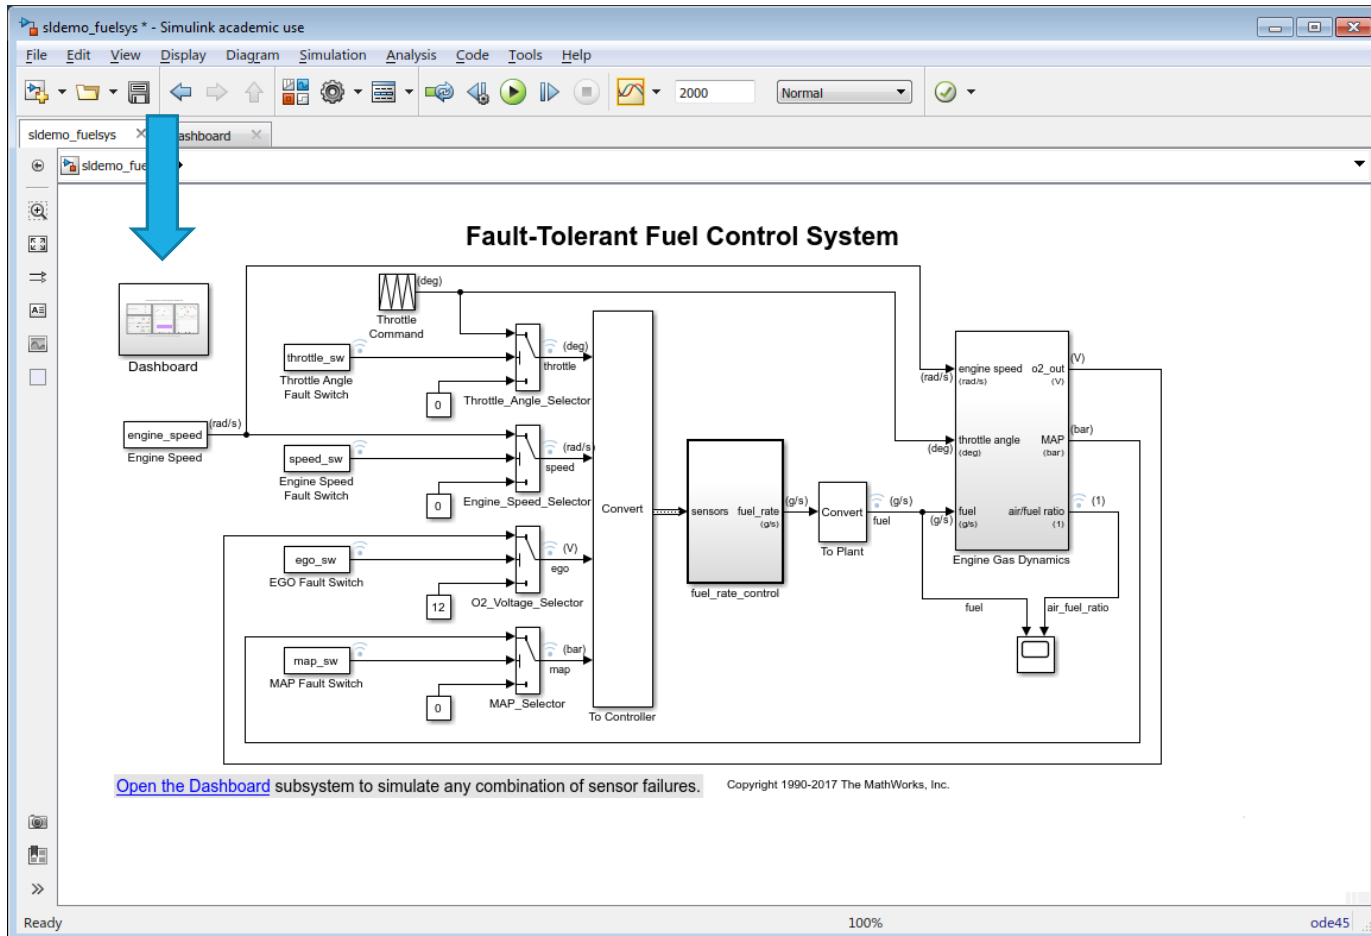 sldemo_fuelsys * - Simulink academic use
File Edit View Display Diagram Simulation Analysis Code Tools Help
2000 Normal
sldemo_fuelsys ashboard
sldemo_fue
Fault-Tolerant Fuel Control System
(deg)
Throttle
Command
Dashboard
throttle_sw
Throttle Angle
Fault Switch
0
(deg)
throttle
Throttle_Angle_Selector
engine_speed
(rad/s)
Engine Speed
speed_sw
Engine Speed
Fault Switch
0
(rad/s)
speed
Engine_Speed_Selector
ego_sw
EGO Fault Switch
12
(V)
ego
O2_Voltage_Selector
map_sw
MAP Fault Switch
0
(bar)
map
MAP_Selector
Convert
To Controller
sensors fuel_rate
(g/s)
fuel_rate_control
(g/s)
Convert
To Plant
(g/s)
fuel
(rad/s)
(deg)
(g/s)
engine speed o2_out
(rad/s) (V)
throttle angle MAP
(deg) (bar)
fuel air/fuel ratio
(g/s) (1)
Engine Gas Dynamics
(V)
(bar)
(1)
fuel air_fuel_ratio
Open the Dashboard subsystem to simulate any combination of sensor failures.
Copyright 1990-2017 The MathWorks, Inc.
Ready 100% ode45